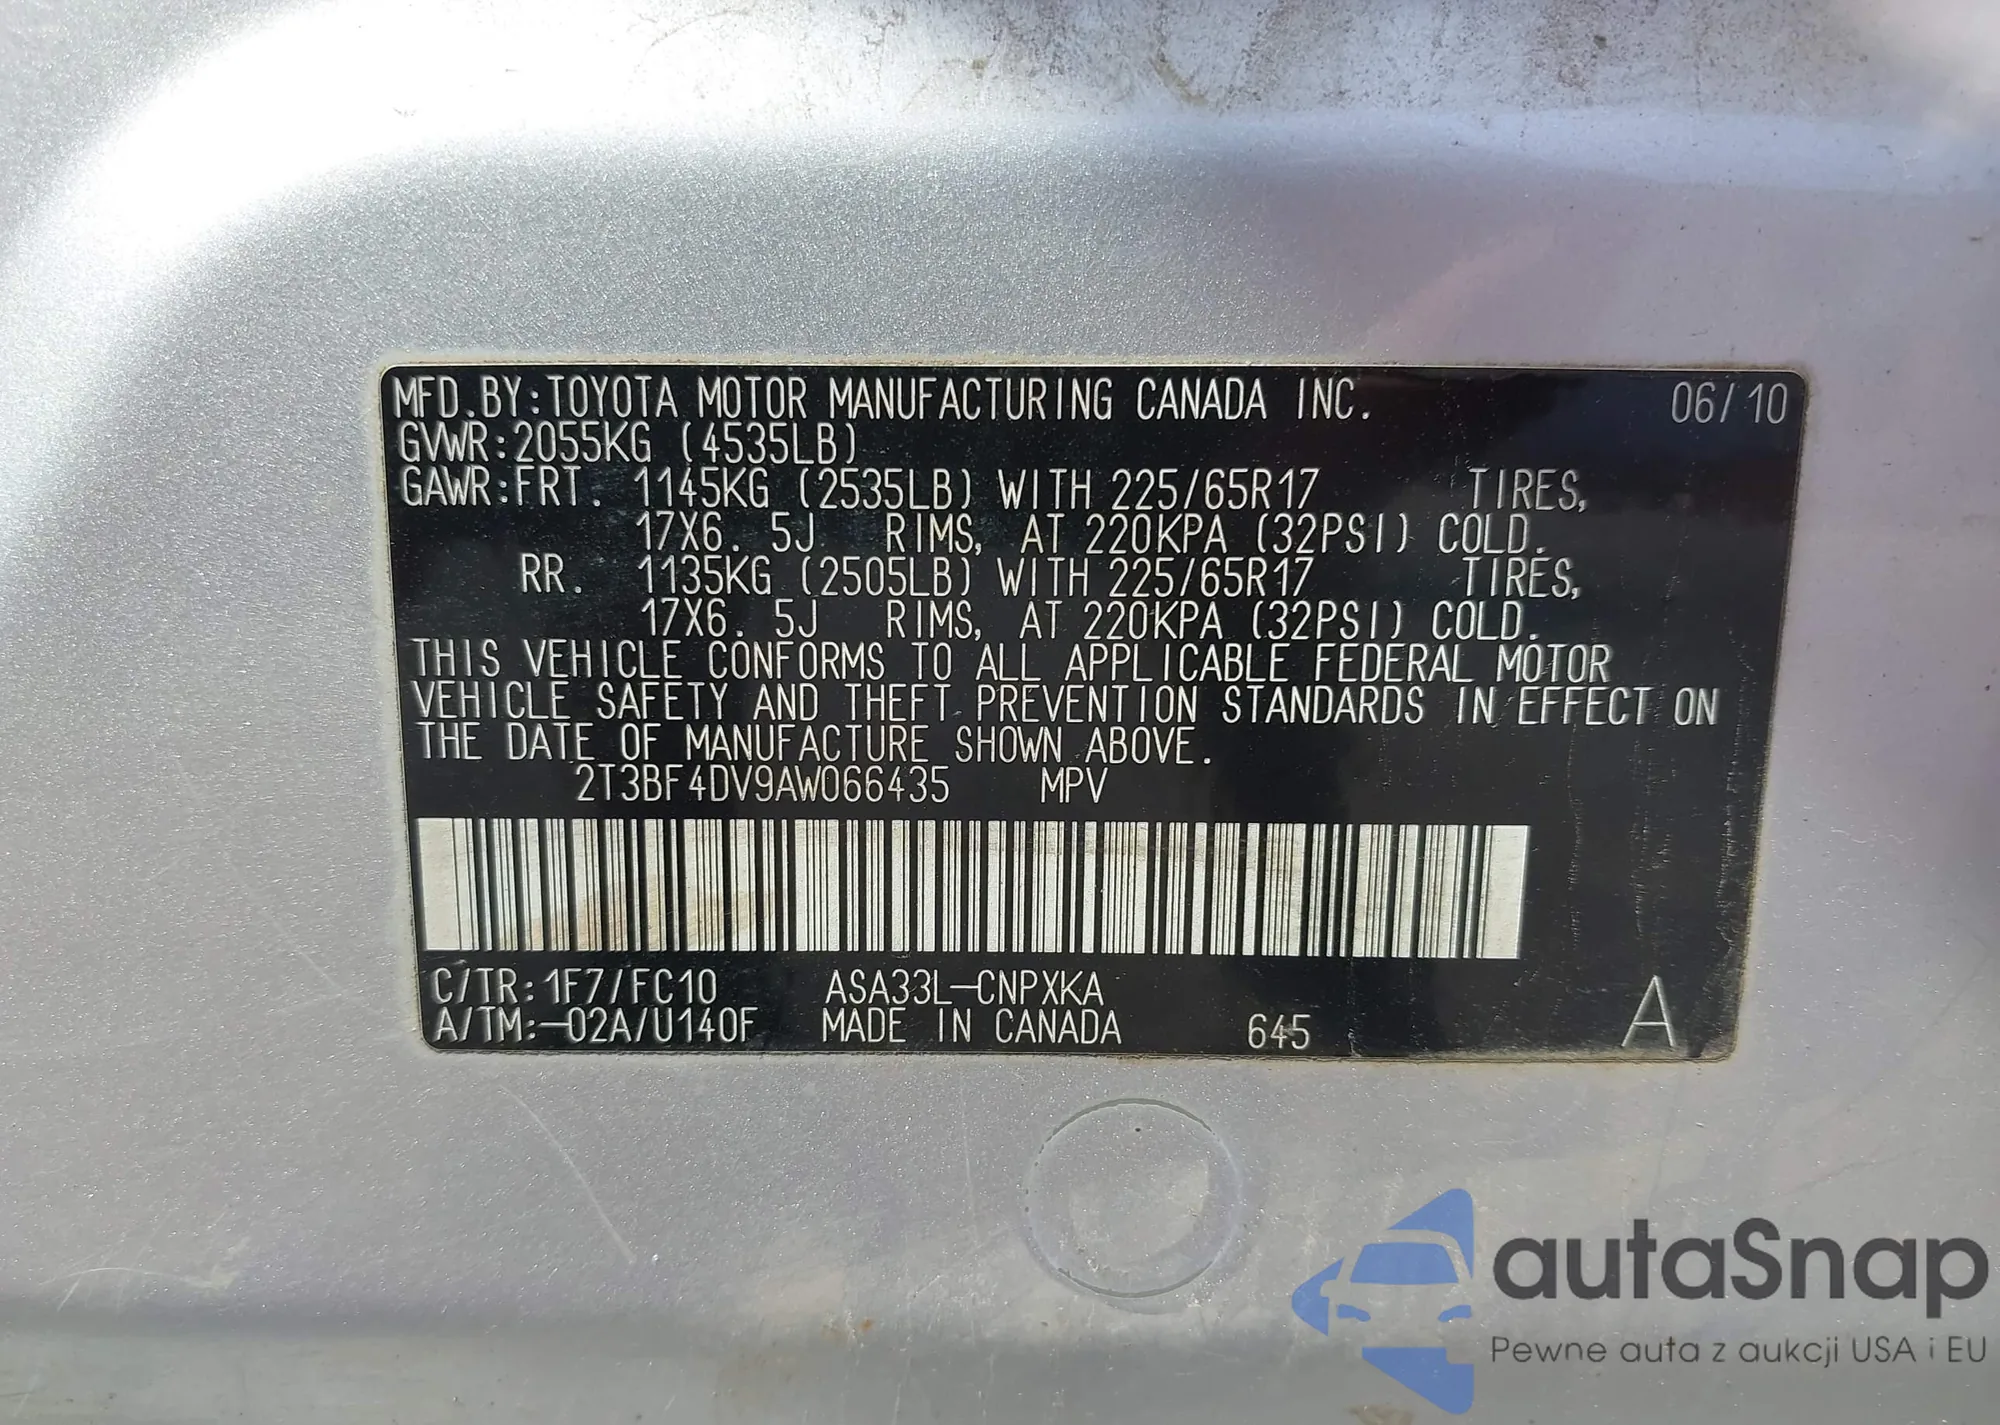 MFD.BY:TOYOTA MOTOR MANUFACTURING CANADA INC. 06/10
GVWR:2055KG (4535LB)
GAWR:FRT. 1145KG (2535LB) WITH 225/65R17 TIRES,
17X6. 5J RIMS, AT 220KPA (32PSI) COLD.
RR. 1135KG (2505LB) WITH 225/65R17 TIRES,
17X6. 5J RIMS, AT 220KPA (32PSI) COLD.
THIS VEHICLE CONFORMS TO ALL APPLICABLE FEDERAL MOTOR
VEHICLE SAFETY AND THEFT PREVENTION STANDARDS IN EFFECT ON
THE DATE OF MANUFACTURE SHOWN ABOVE.
2T3BF4DV9AW066435 MPV
C/TR:1F7/FC10 ASA33L-CNPXKA
A/TM:-02A/U140F MADE IN CANADA 645 A
autaSnap
Pewne auta z aukcji USA i EU